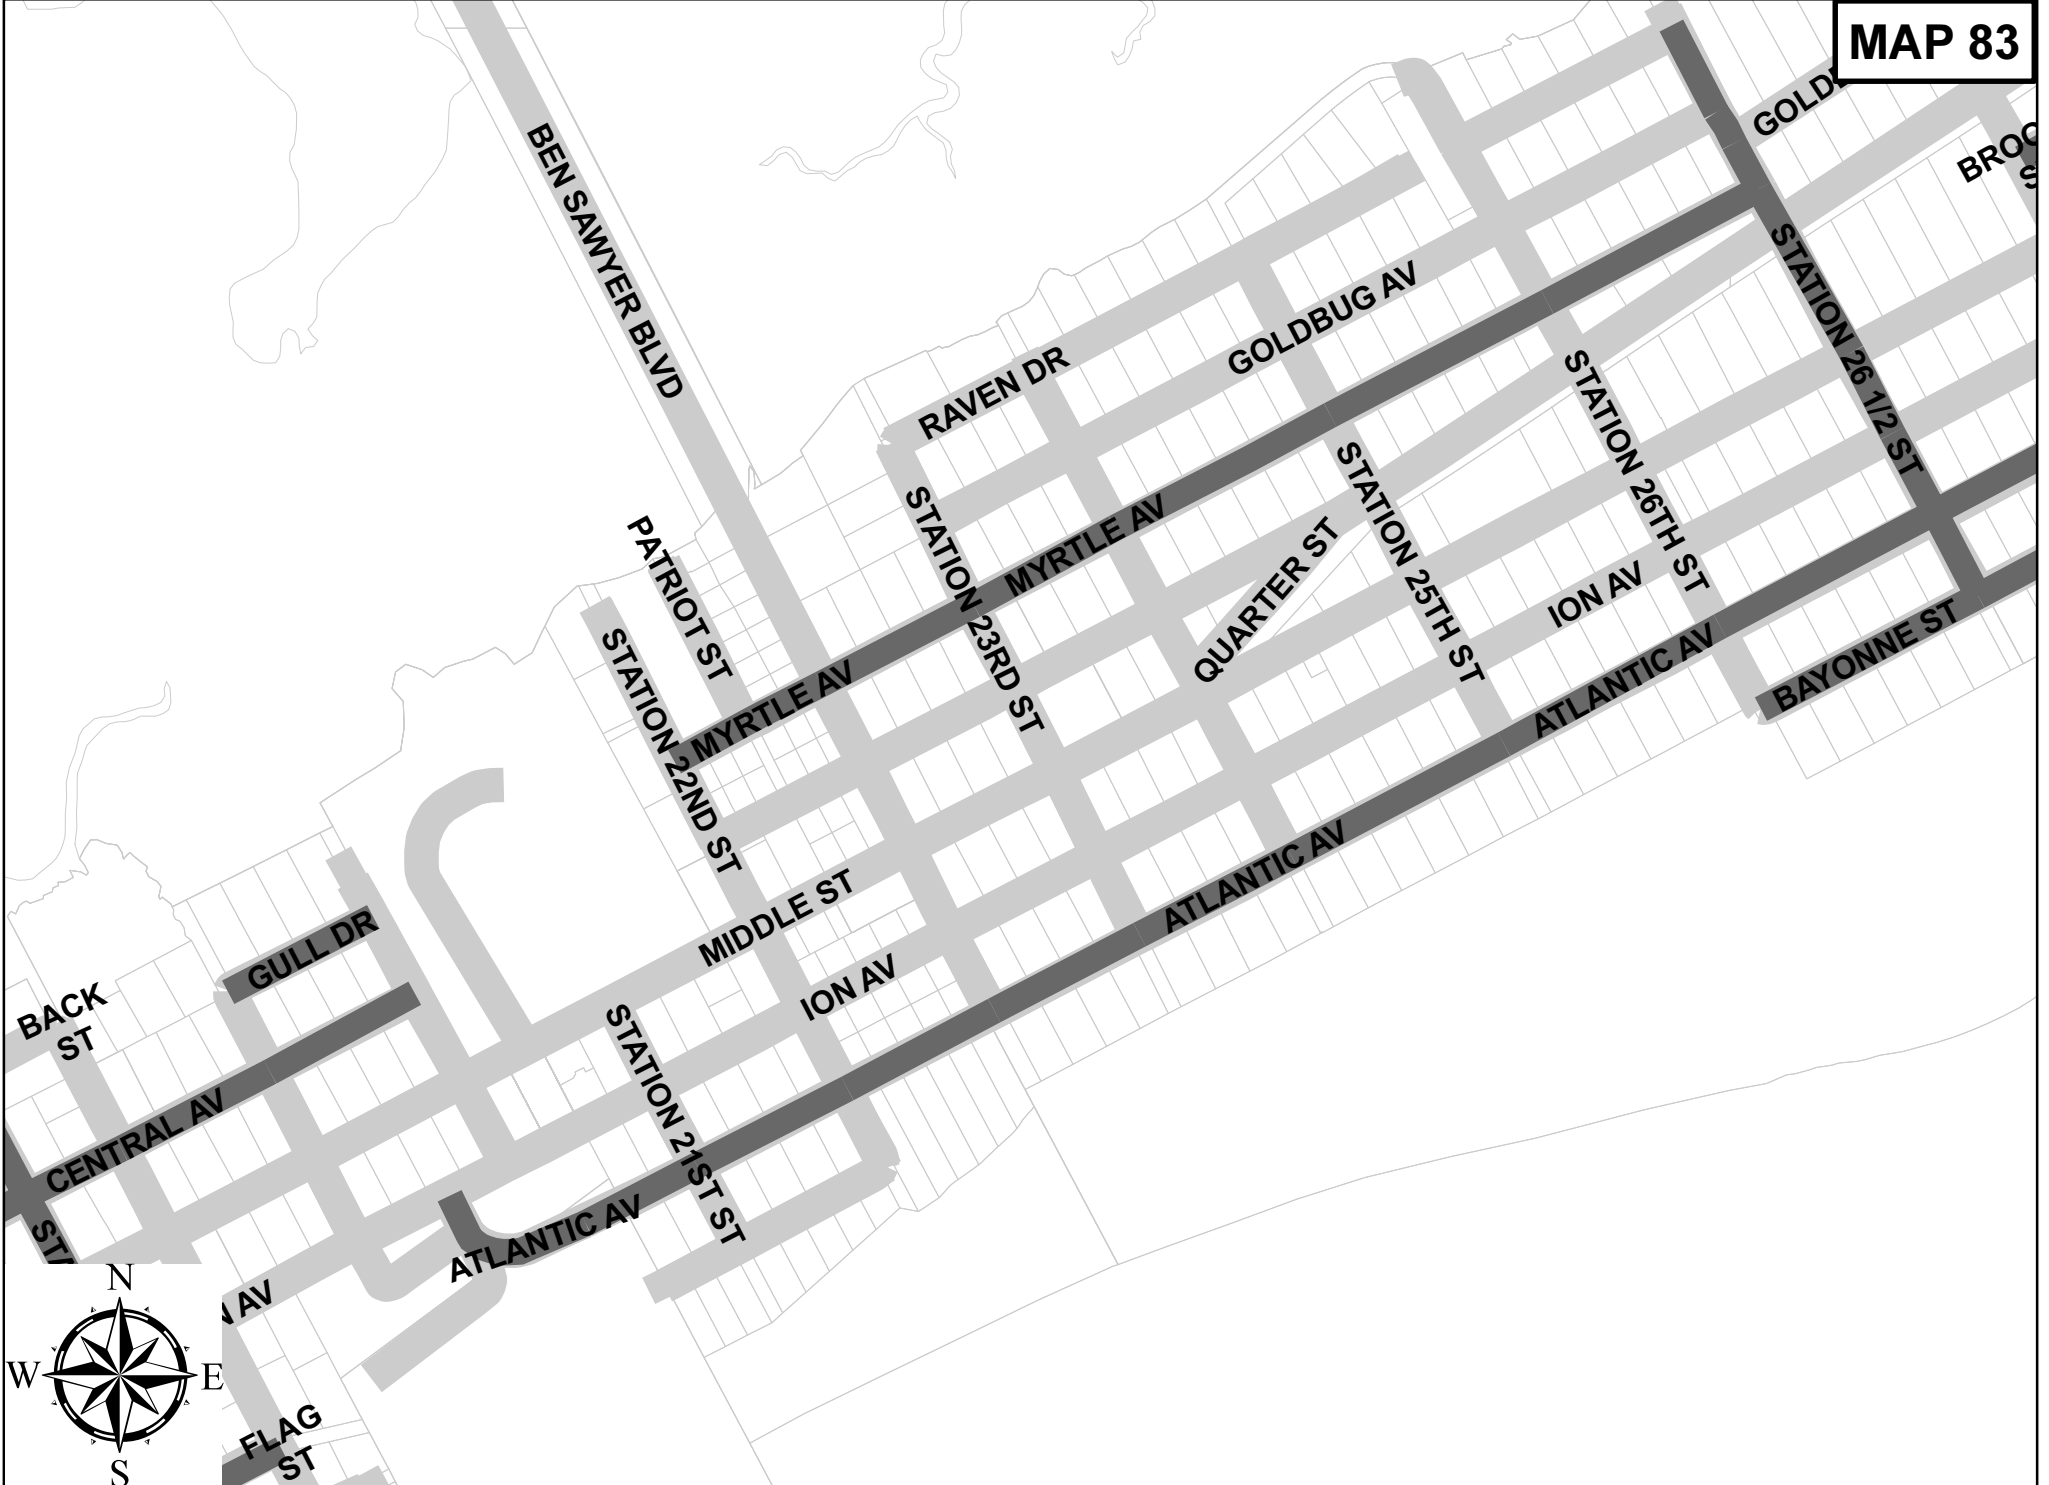 MAP 83
GOLD
BROO
S
BEN SAWYER BLVD
STATION 26 1/2 ST
GOLDBUG AV
RAVEN DR
STATION 26TH ST
STATION 25TH ST
STATION 23RD ST
MYRTLE AV
PATRIOT ST
QUARTER ST
ION AV
BAYONNE ST
ATLANTIC AV
STATION 22ND ST
MYRTLE AV
ATLANTIC AV
MIDDLE ST
GULL DR
ION AV
BACK
ST
STATION 21ST ST
CENTRAL AV
ATLANTIC AV
STA
N AV
N
W
E
S
FLAG
ST